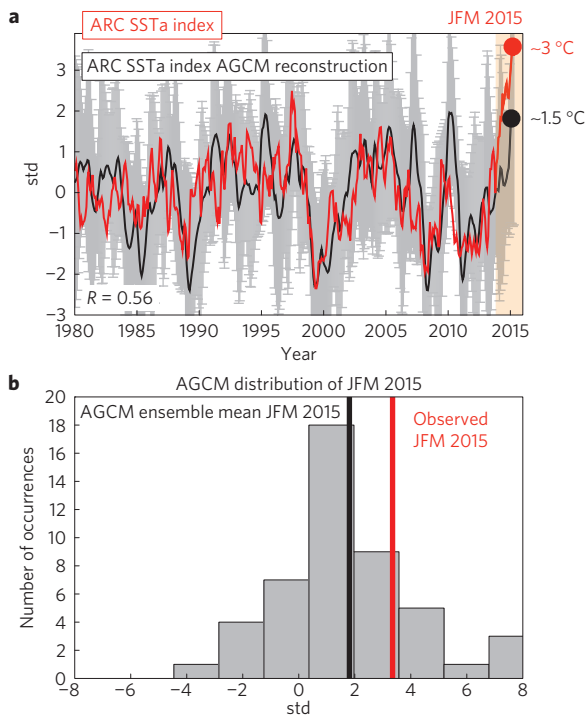 a
ARC SSTa index
JFM 2015
ARC SSTa index AGCM reconstruction
~3 °C
~1.5 °C
3
2
1
0
−1
−2
−3
std
R = 0.56
1980 1985 1990 1995 2000 2005 2010 2015
Year
b
AGCM distribution of JFM 2015
AGCM ensemble mean JFM 2015
Observed
JFM 2015
20
18
16
14
12
10
8
6
4
2
0
Number of occurrences
−8 −6 −4 −2 0 2 4 6 8
std